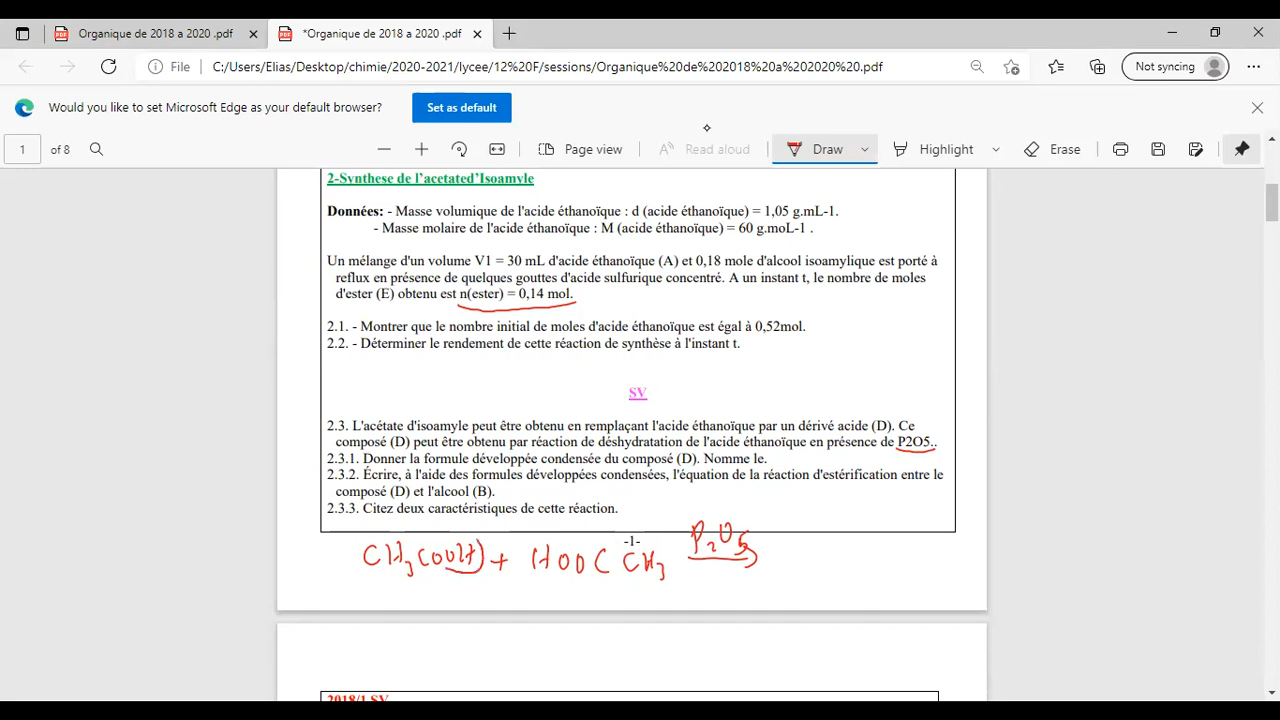 Organique de 2018 a 2020 .pdf
*Organique de 2018 a 2020 .pdf
File
C:/Users/Elias/Desktop/chimie/2020-2021/lycee/12%20F/sessions/Organique%20de%202018%20a%202020%20.pdf
Not syncing
Would you like to set Microsoft Edge as your default browser?
Set as default
1 of 8
Page view
Read aloud
Draw
Highlight
Erase
2-Synthese de l'acetated'Isoamyle
Données: - Masse volumique de l'acide éthanoïque : d (acide éthanoïque) = 1,05 g.mL-1.
- Masse molaire de l'acide éthanoïque : M (acide éthanoïque) = 60 g.moL-1 .
Un mélange d'un volume V1 = 30 mL d'acide éthanoïque (A) et 0,18 mole d'alcool isoamylique est porté à
reflux en présence de quelques gouttes d'acide sulfurique concentré. A un instant t, le nombre de moles
d'ester (E) obtenu est n(ester) = 0,14 mol.
2.1. - Montrer que le nombre initial de moles d'acide éthanoïque est égal à 0,52mol.
2.2. - Déterminer le rendement de cette réaction de synthèse à l'instant t.
SV
2.3. L'acétate d'isoamyle peut être obtenu en remplaçant l'acide éthanoïque par un dérivé acide (D). Ce
composé (D) peut être obtenu par réaction de déshydratation de l'acide éthanoïque en présence de P2O5..
2.3.1. Donner la formule développée condensée du composé (D). Nomme le.
2.3.2. Écrire, à l'aide des formules développées condensées, l'équation de la réaction d'estérification entre le
composé (D) et l'alcool (B).
2.3.3. Citez deux caractéristiques de cette réaction.
-1-
CH3COOH + HOOC CH3 P2O5
2018/1 SV